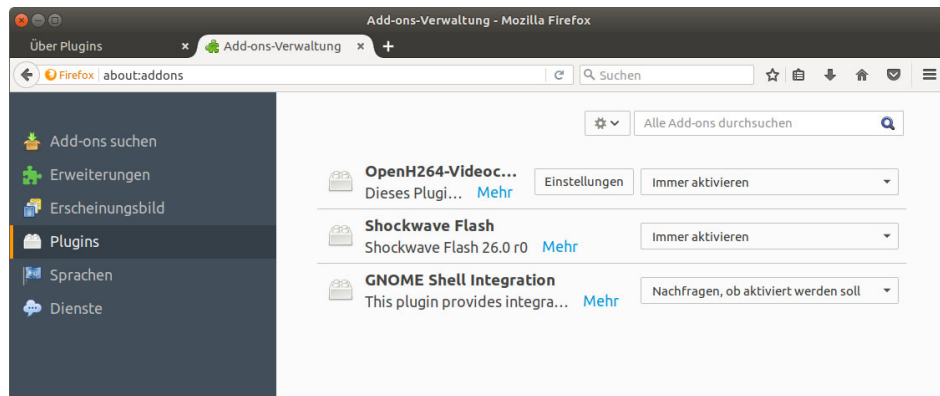 Add-ons-Verwaltung - Mozilla Firefox
Über Plugins
Add-ons-Verwaltung
Firefox about:addons
Suchen
Alle Add-ons durchsuchen
Add-ons suchen
Erweiterungen
Erscheinungsbild
Plugins
Sprachen
Dienste
OpenH264-Videoc...
Dieses Plugi... Mehr
Einstellungen
Immer aktivieren
Shockwave Flash
Shockwave Flash 26.0 r0 Mehr
Immer aktivieren
GNOME Shell Integration
This plugin provides integra... Mehr
Nachfragen, ob aktiviert werden soll